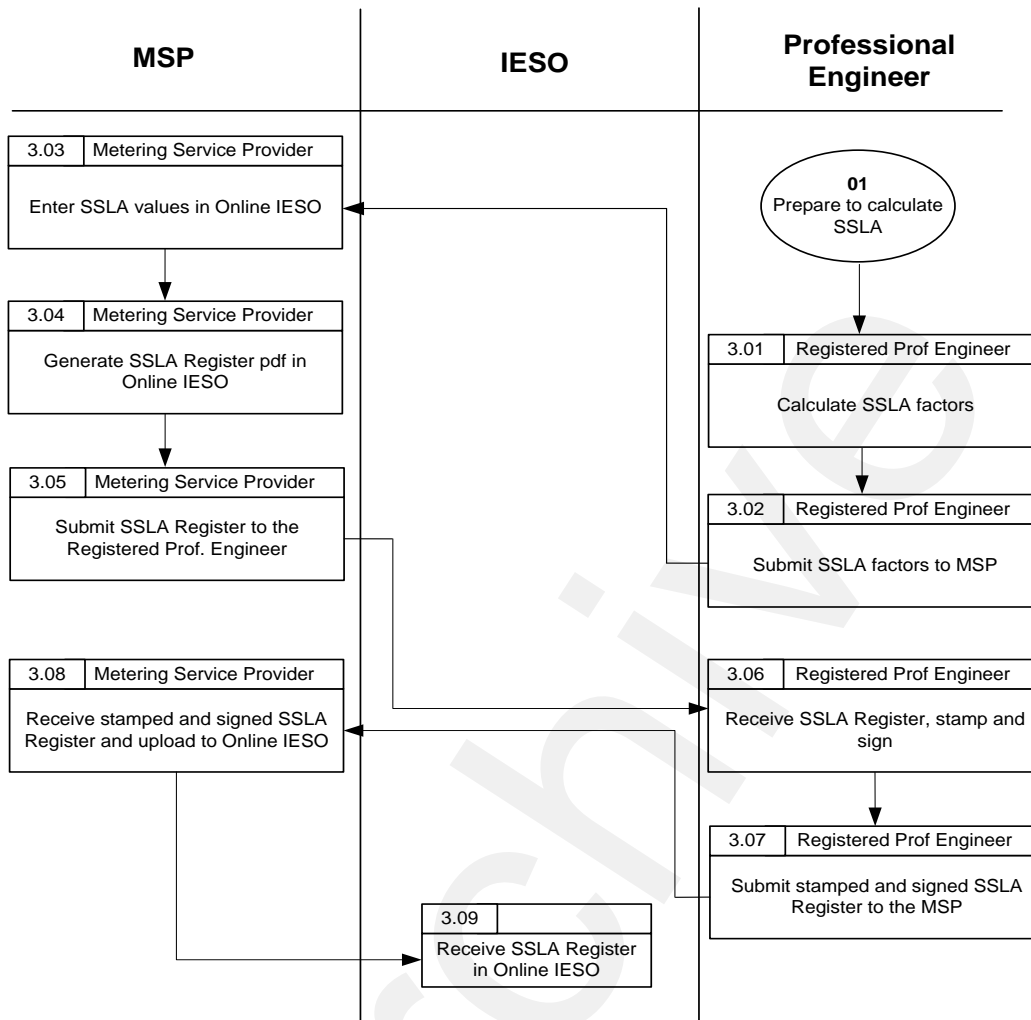 MSP
IESO
Professional
Engineer
3.03 Metering Service Provider
Enter SSLA values in Online IESO
01
Prepare to calculate
SSLA
3.04 Metering Service Provider
Generate SSLA Register pdf in
Online IESO
3.01 Registered Prof Engineer
Calculate SSLA factors
3.05 Metering Service Provider
Submit SSLA Register to the
Registered Prof. Engineer
3.02 Registered Prof Engineer
Submit SSLA factors to MSP
3.08 Metering Service Provider
Receive stamped and signed SSLA
Register and upload to Online IESO
3.06 Registered Prof Engineer
Receive SSLA Register, stamp and
sign
3.07 Registered Prof Engineer
Submit stamped and signed SSLA
Register to the MSP
3.09
Receive SSLA Register
in Online IESO
chive